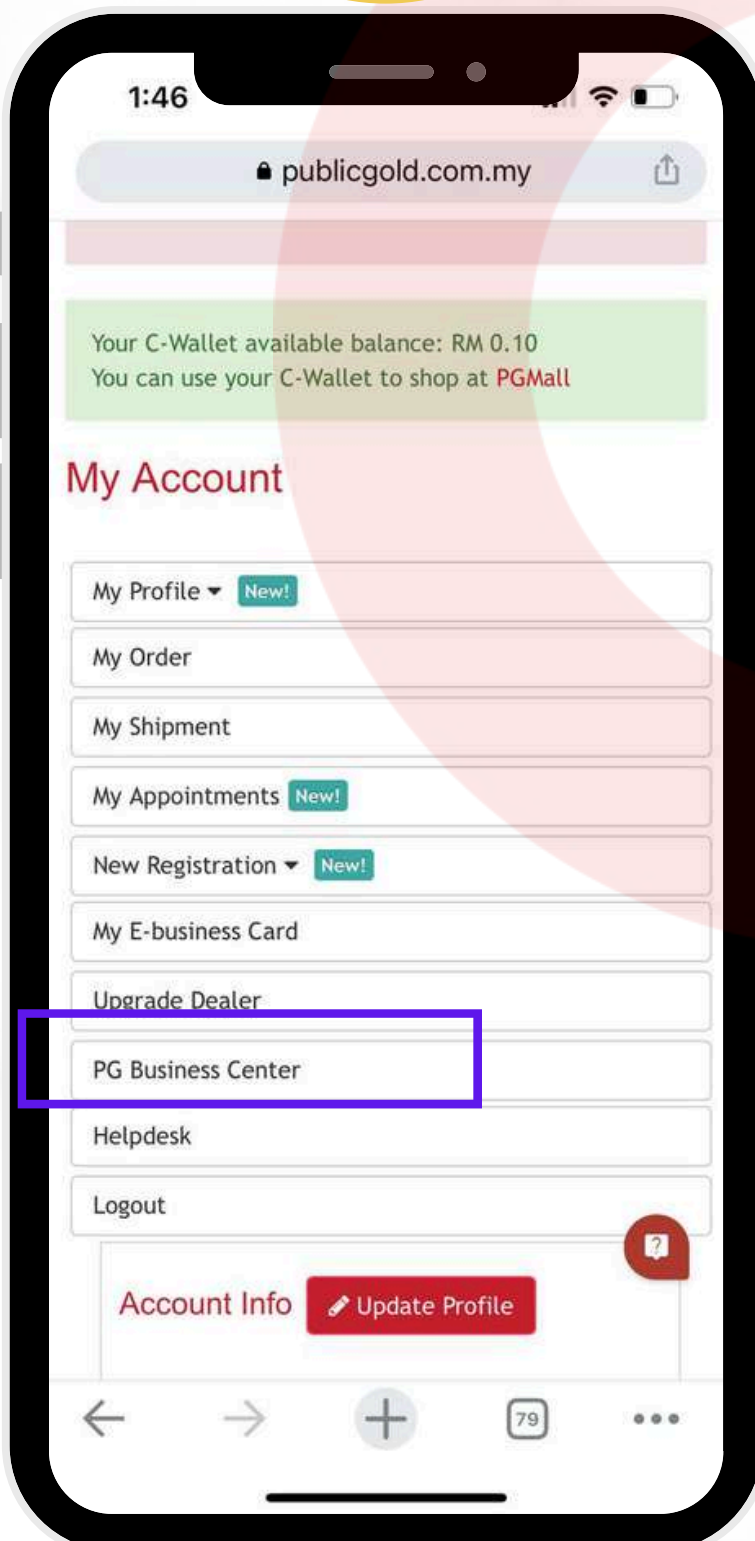 1:46
publicgold.com.my
Your C-Wallet available balance: RM 0.10
You can use your C-Wallet to shop at PGMall
My Account
My Profile New!
My Order
My Shipment
My Appointments New!
New Registration New!
My E-business Card
Upgrade Dealer
PG Business Center
Helpdesk
Logout
?
Account Info Update Profile
79